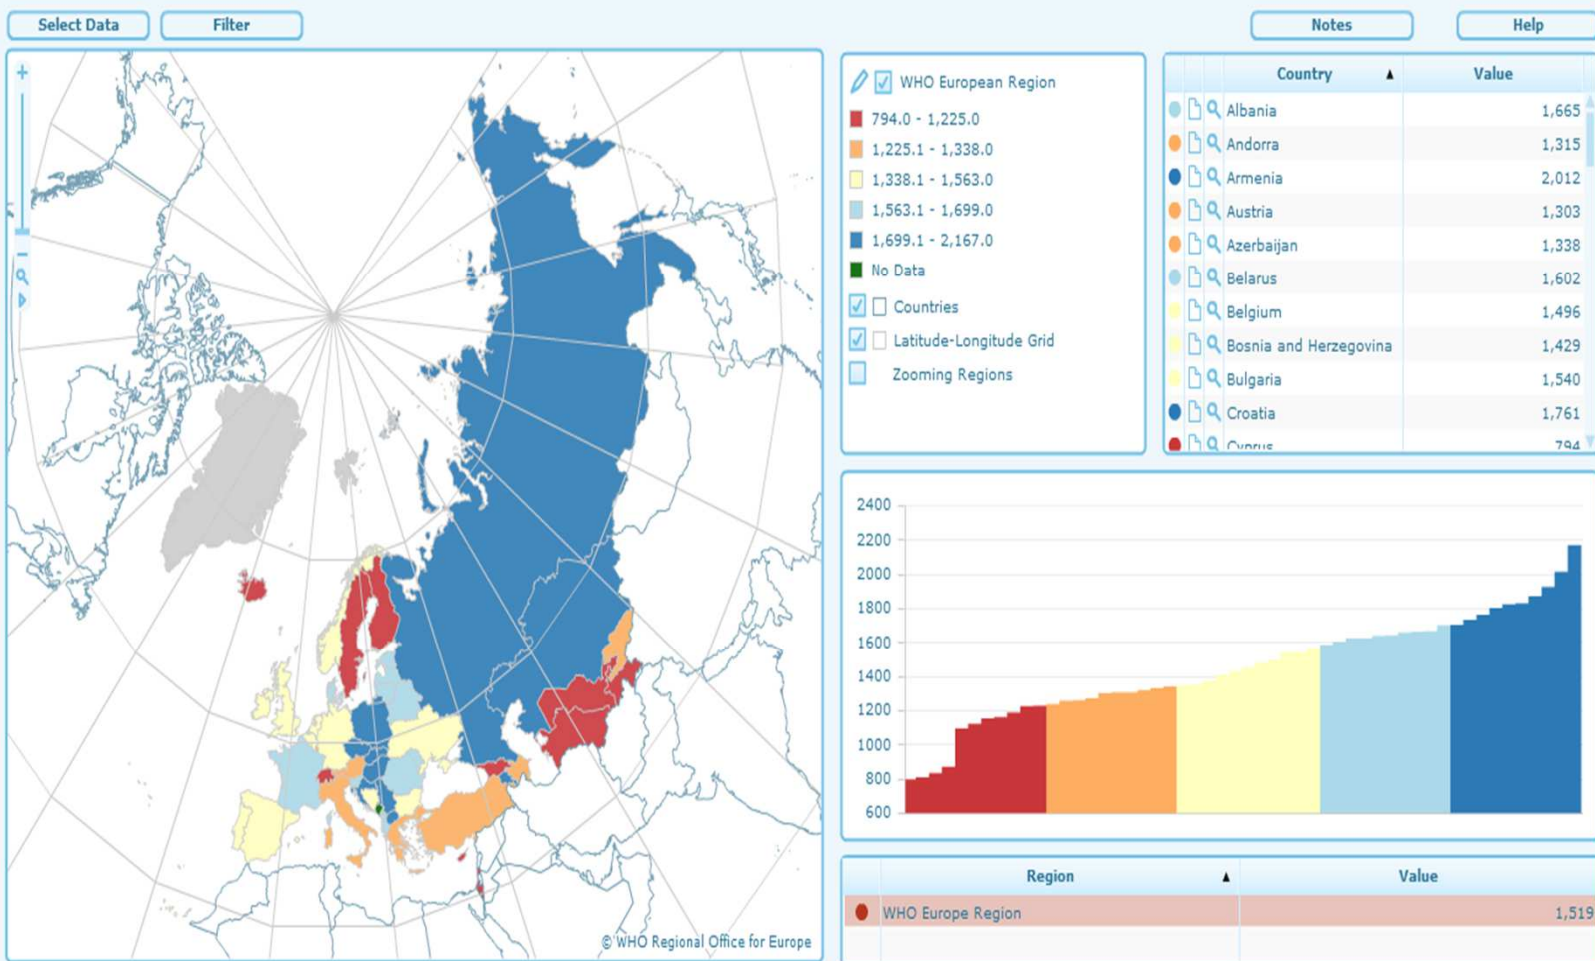 Select Data
Filter
Notes
Help
WHO European Region
794.0 - 1,225.0
1,225.1 - 1,338.0
1,338.1 - 1,563.0
1,563.1 - 1,699.0
1,699.1 - 2,167.0
No Data
Countries
Latitude-Longitude Grid
Zooming Regions
Country Value
Albania 1,665
Andorra 1,315
Armenia 2,012
Austria 1,303
Azerbaijan 1,338
Belarus 1,602
Belgium 1,496
Bosnia and Herzegovina 1,429
Bulgaria 1,540
Croatia 1,761
Cyprus 794
2400
2200
2000
1800
1600
1400
1200
1000
800
600
Region Value
WHO Europe Region 1,519
© WHO Regional Office for Europe